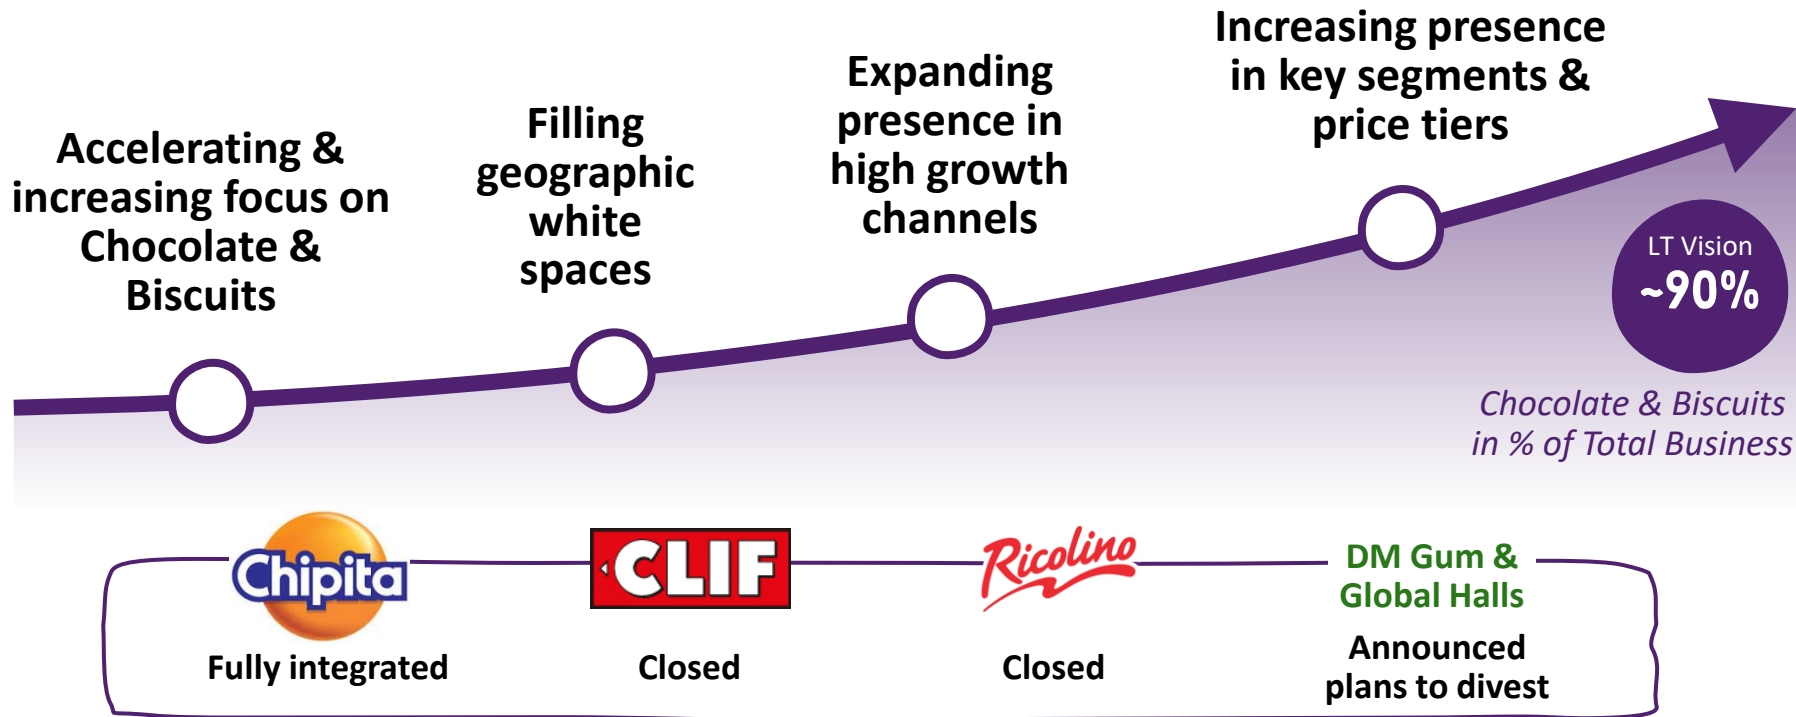 Accelerating &
increasing focus on
Chocolate &
Biscuits
Filling
geographic
white
spaces
Expanding
presence in
high growth
channels
Increasing presence
in key segments &
price tiers
LT Vision
~90%
Chocolate & Biscuits
in % of Total Business
Chipita
Fully integrated
CLIF
Closed
Ricolino
Closed
DM Gum &
Global Halls
Announced
plans to divest